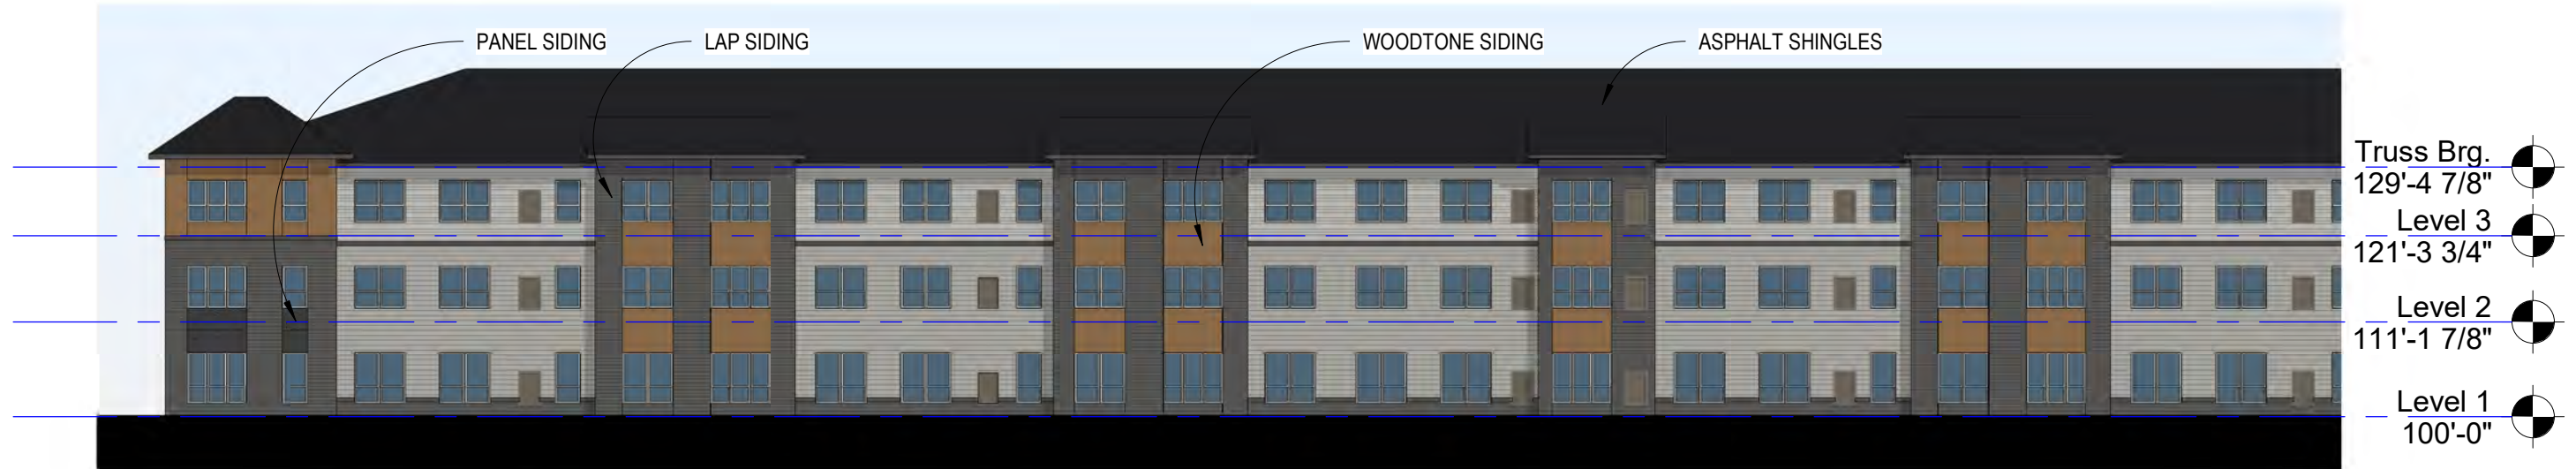 PANEL SIDING
LAP SIDING
WOODTONE SIDING
ASPHALT SHINGLES
Truss Brg.
129'-4 7/8"
Level 3
121'-3 3/4"
Level 2
111'-1 7/8"
Level 1
100'-0"